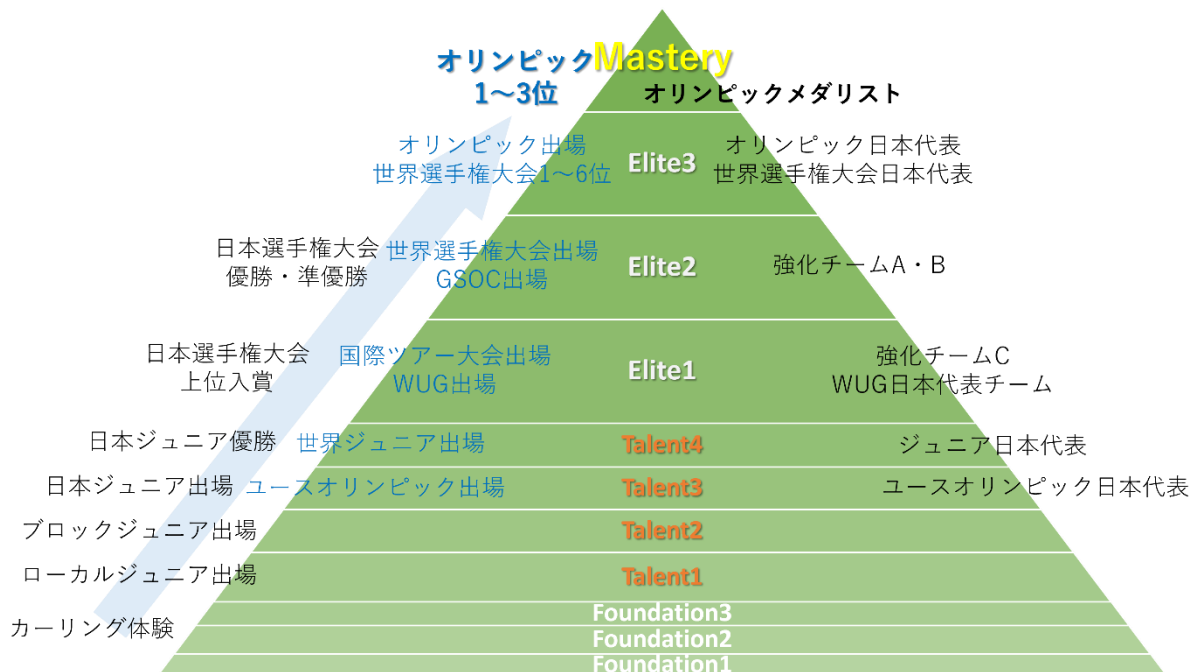 オリンピック
1～3位
Mastery
オリンピックメダリスト
オリンピック出場
世界選手権大会1～6位
Elite3
オリンピック日本代表
世界選手権大会日本代表
日本選手権大会
優勝・準優勝
世界選手権大会出場
GSOC出場
Elite2
強化チームA・B
日本選手権大会
上位入賞
国際ツアー大会出場
WUG出場
Elite1
強化チームC
WUG日本代表チーム
日本ジュニア優勝
世界ジュニア出場
Talent4
ジュニア日本代表
日本ジュニア出場
ユースオリンピック出場
Talent3
ユースオリンピック日本代表
ブロックジュニア出場
Talent2
ローカルジュニア出場
Talent1
カーリング体験
Foundation3
Foundation2
Foundation1